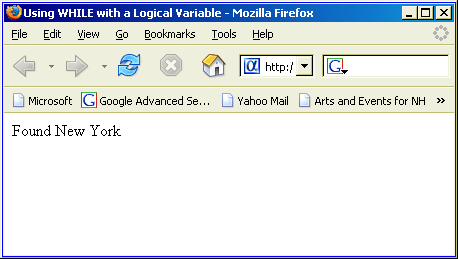 Using WHILE with a Logical Variable - Mozilla Firefox
File Edit View Go Bookmarks Tools Help
α http:/ G
Microsoft G Google Advanced Se... Yahoo Mail Arts and Events for NH »
Found New York